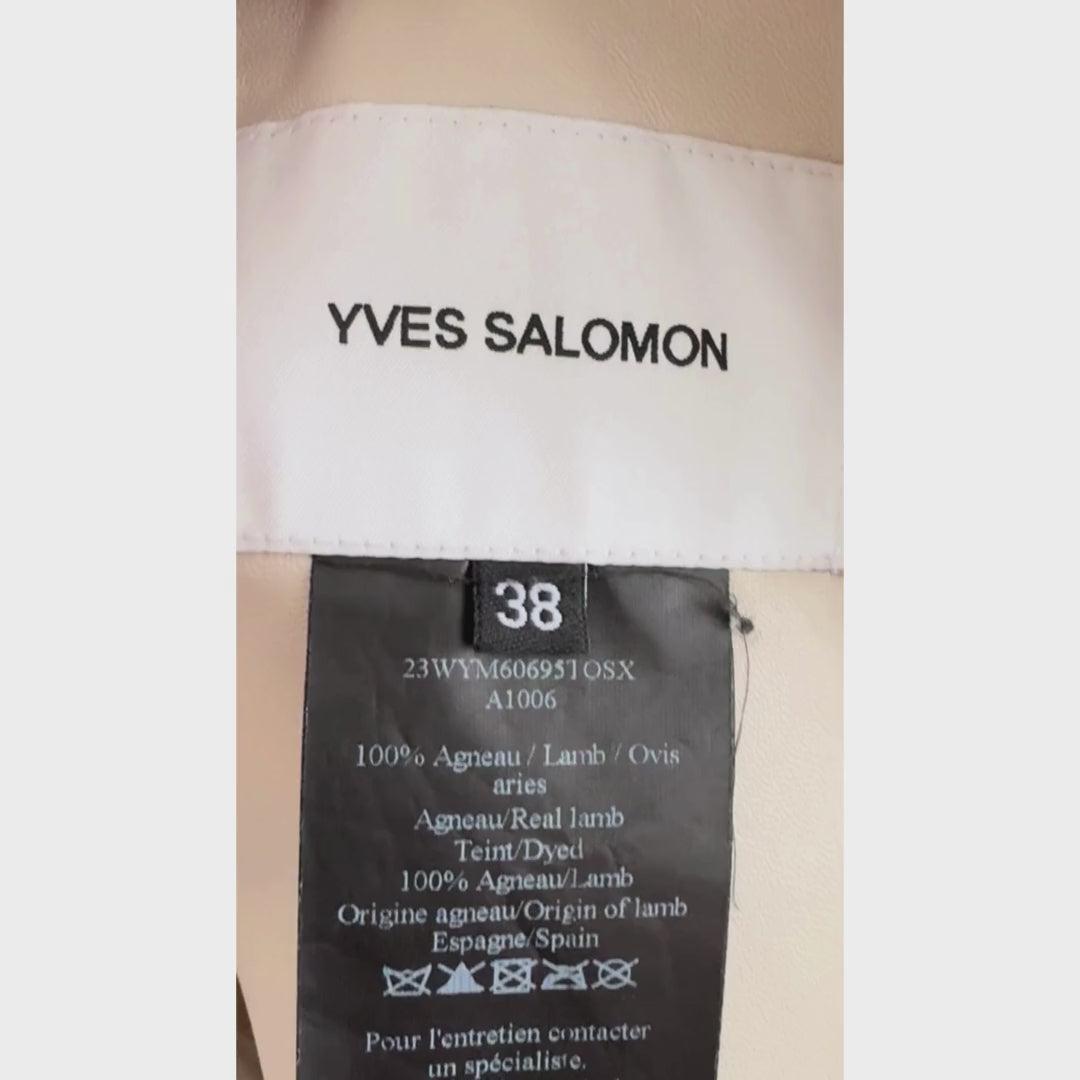 YVES SALOMON
38
23WYM60695TOSX
A1006
100% Agneau / Lamb / Ovis
aries
Agneau/Real lamb
Teint/Dyed
100% Agneau/Lamb
Origine agneau/Origin of lamb
Espagne/Spain
Pour l'entretien contacter
un spécialiste.